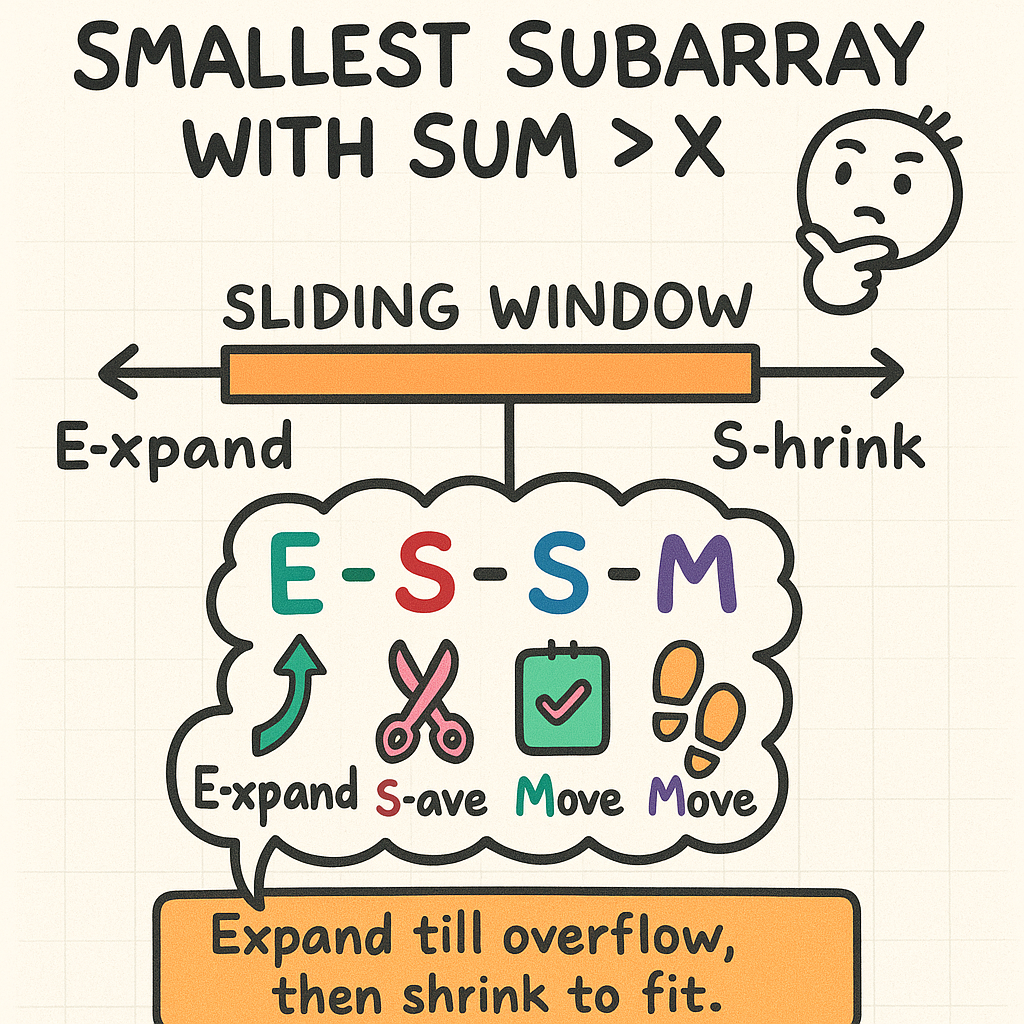 SMALLEST SUBARRAY
WITH SUM > X
SLIDING WINDOW
E-xpand
S-hrink
E-S-S-M
E-xpand S-ave Move Move
Expand till overflow,
then shrink to fit.